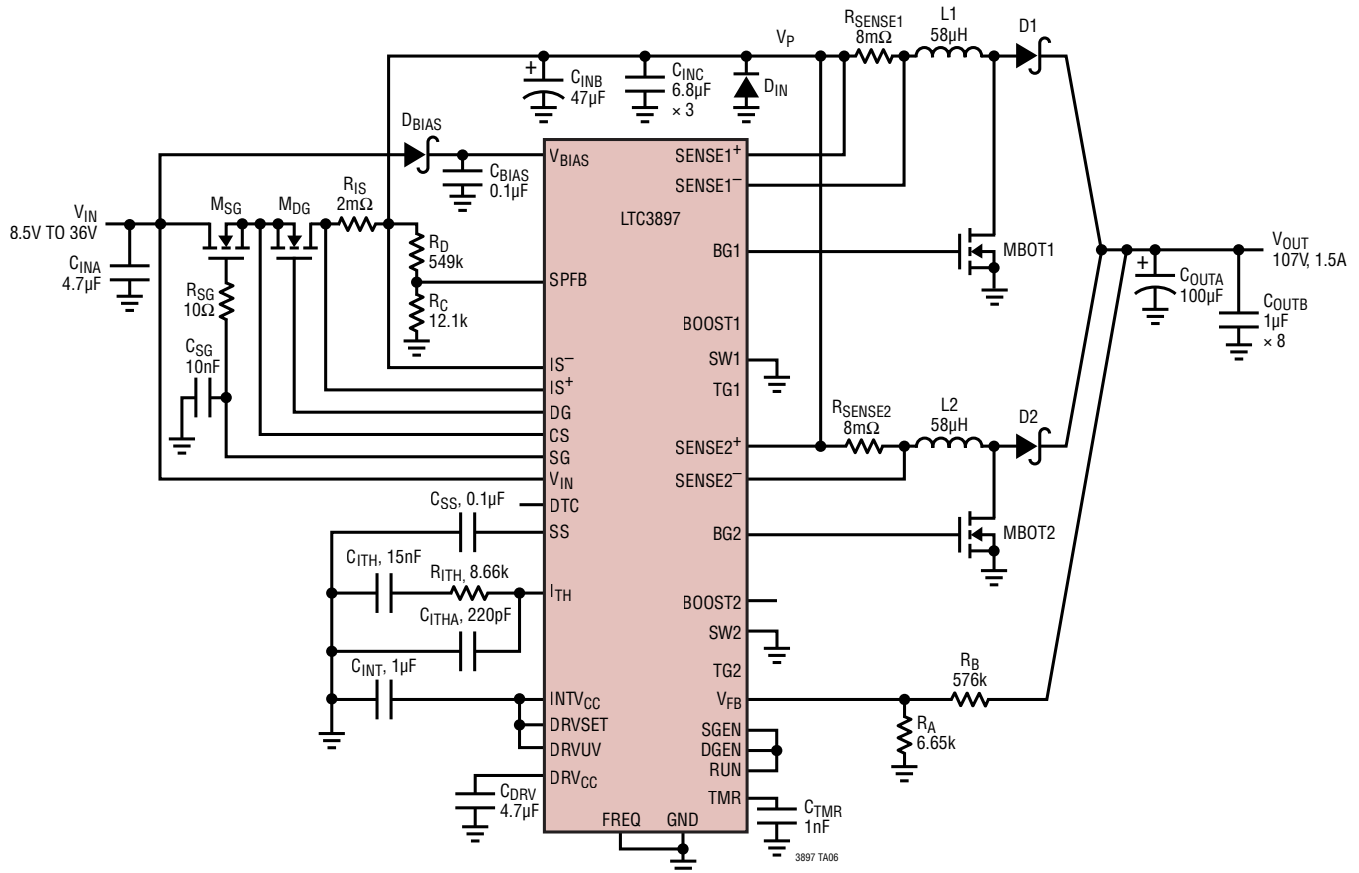 V_P
R_SENSE1
8mΩ
L1
58µH
D1
+
C_INB
47µF
C_INC
6.8µF
× 3
D_IN
D_BIAS
C_BIAS
0.1µF
V_IN
8.5V TO 36V
C_INA
4.7µF
M_SG
M_DG
R_IS
2mΩ
R_SG
10Ω
C_SG
10nF
R_D
549k
R_C
12.1k
LTC3897
V_BIAS
SPFB
IS⁻
IS⁺
DG
CS
SG
V_IN
DTC
SS
I_TH
INTV_CC
DRVSET
DRVUV
DRV_CC
FREQ
GND
SENSE1⁺
SENSE1⁻
BG1
BOOST1
SW1
TG1
SENSE2⁺
SENSE2⁻
BG2
BOOST2
SW2
TG2
V_FB
SGEN
DGEN
RUN
TMR
C_SS, 0.1µF
C_ITH, 15nF
R_ITH, 8.66k
C_ITHA, 220pF
C_INT, 1µF
C_DRV
4.7µF
MBOT1
V_OUT
107V, 1.5A
+
C_OUTA
100µF
C_OUTB
1µF
× 8
R_SENSE2
8mΩ
L2
58µH
D2
MBOT2
R_B
576k
R_A
6.65k
C_TMR
1nF
3897 TA06